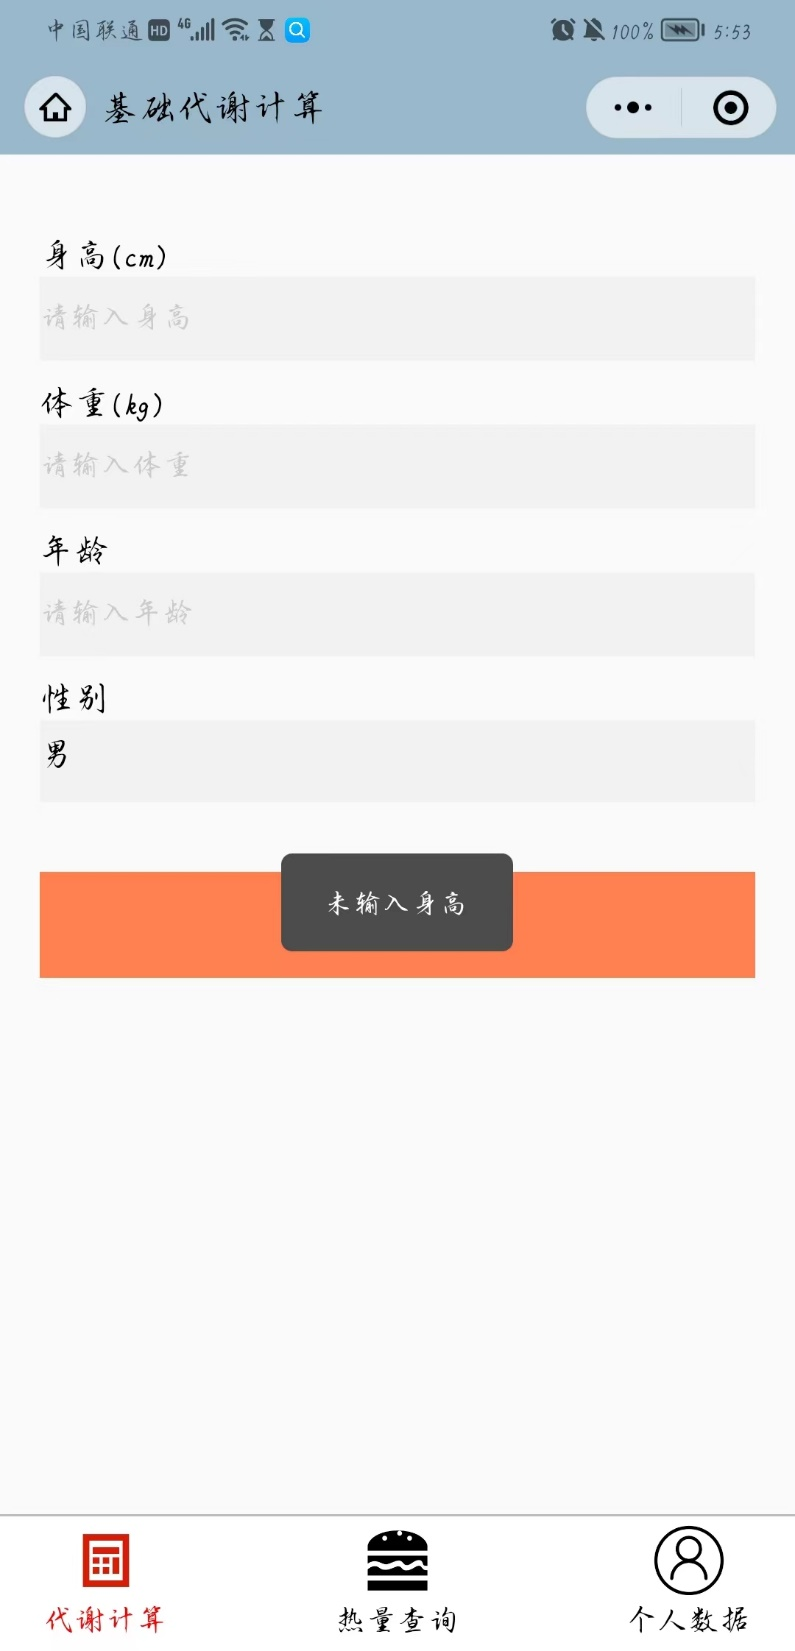 中国联通 HD 4G 100% 5:53
基础代谢计算
身高(cm)
请输入身高
体重(kg)
请输入体重
年龄
请输入年龄
性别
男
未输入身高
代谢计算 热量查询 个人数据